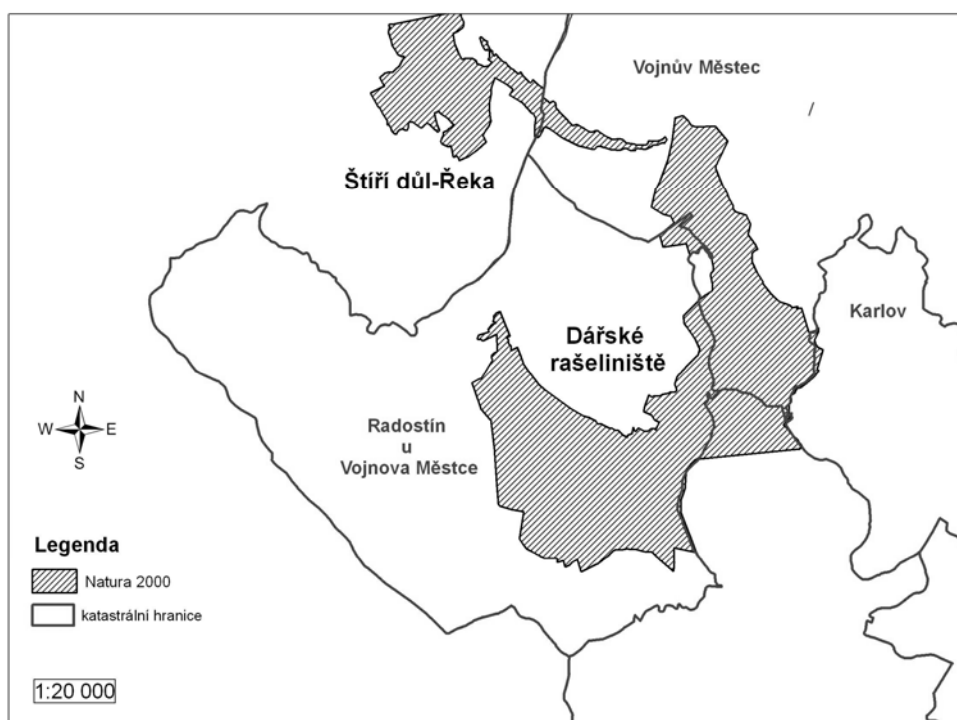 Vojnův Městec
/
Štíří důl-Řeka
Karlov
Dářské
rašeliniště
N
W E
S
Radostín
u
Vojnova Městce
Legenda
Natura 2000
katastrální hranice
1:20 000